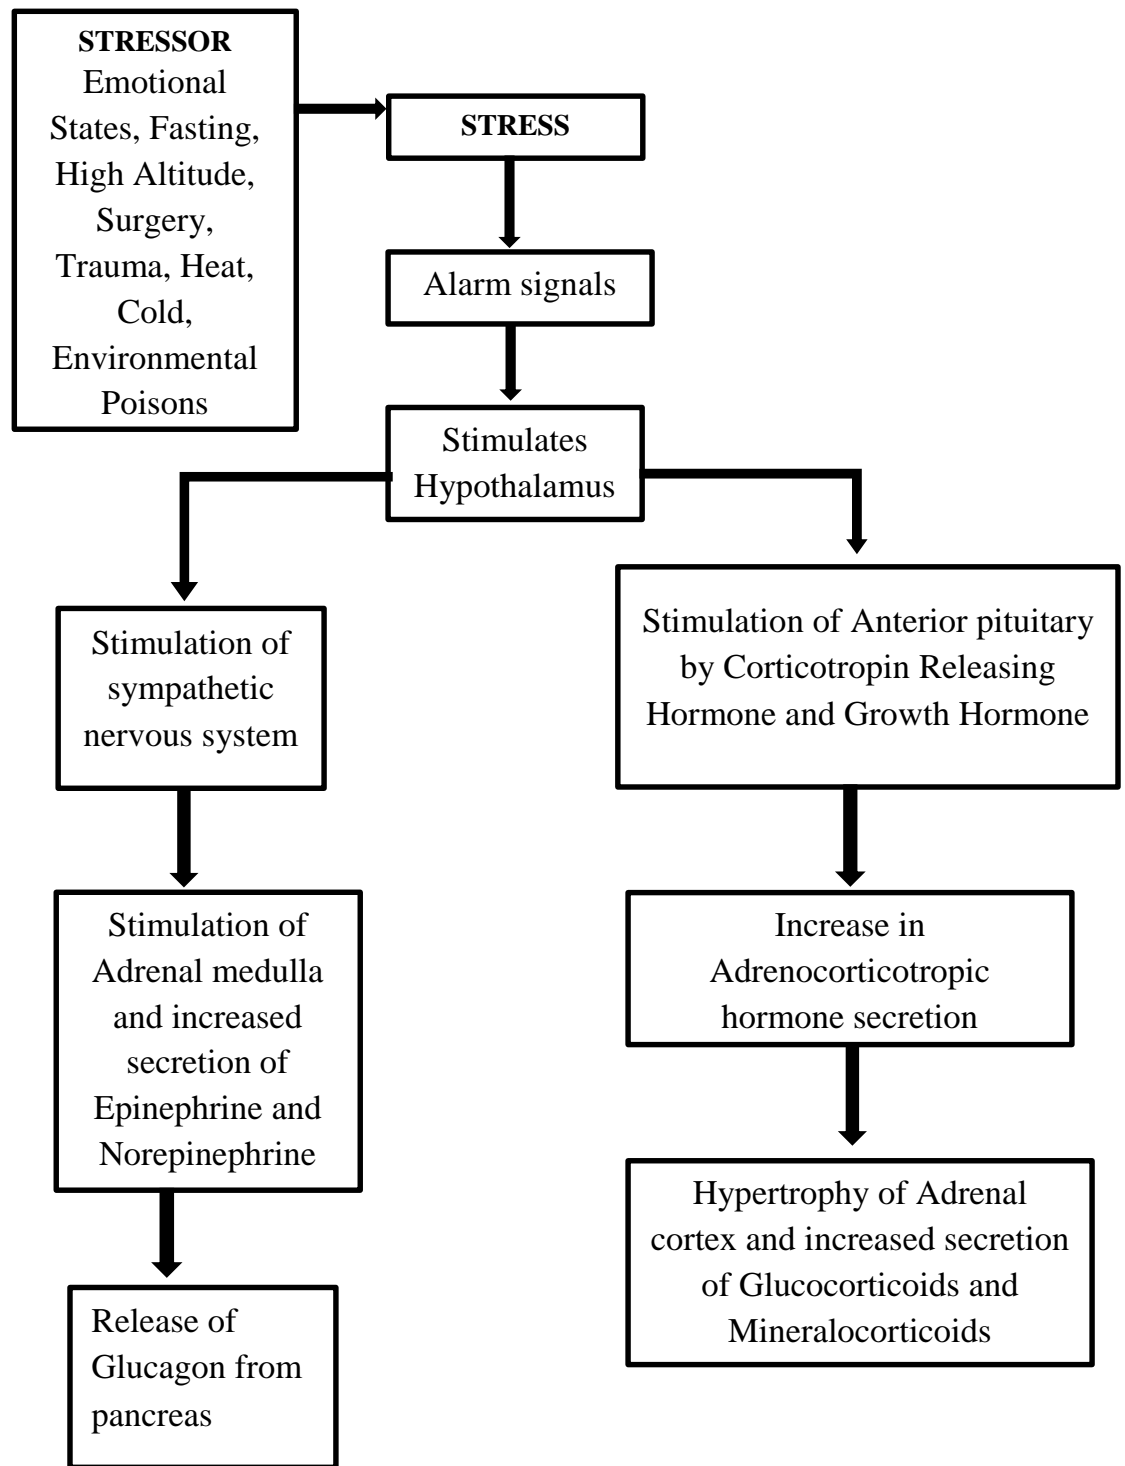 STRESSOR
Emotional
States, Fasting,
High Altitude,
Surgery,
Trauma, Heat,
Cold,
Environmental
Poisons
STRESS
Alarm signals
Stimulates
Hypothalamus
Stimulation of
sympathetic
nervous system
Stimulation of Anterior pituitary
by Corticotropin Releasing
Hormone and Growth Hormone
Stimulation of
Adrenal medulla
and increased
secretion of
Epinephrine and
Norepinephrine
Increase in
Adrenocorticotropic
hormone secretion
Release of
Glucagon from
pancreas
Hypertrophy of Adrenal
cortex and increased secretion
of Glucocorticoids and
Mineralocorticoids